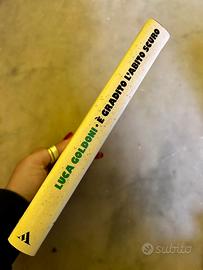 LUCA GOLDONI • È GRADITO L'ABITO SCURO
subito